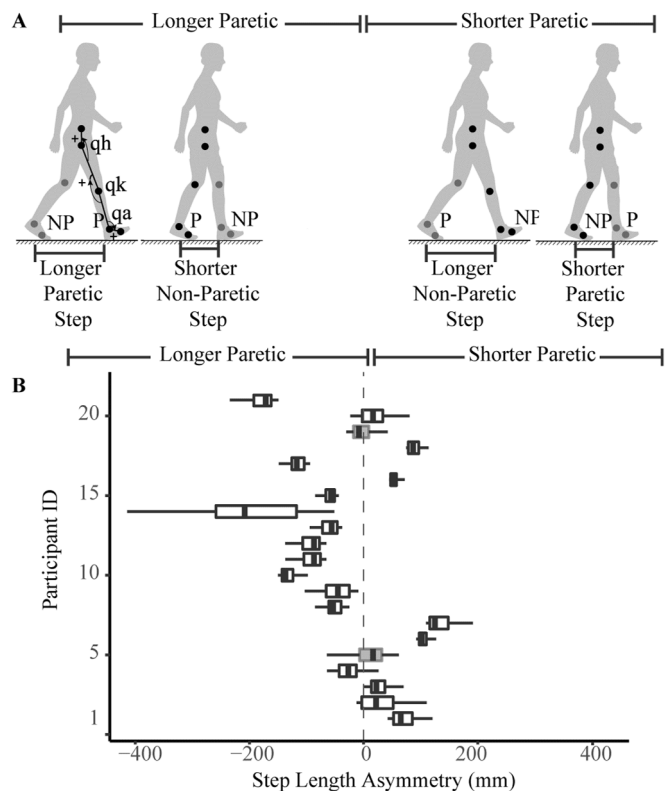 A
Longer Paretic
Shorter Paretic
+
qh
+
qk
NP
P
qa
+
P
NP
P
NP
NP
P
Longer
Paretic
Step
Shorter
Non-Paretic
Step
Longer
Non-Paretic
Step
Shorter
Paretic
Step
Longer Paretic
Shorter Paretic
B
Participant ID
20
15
10
5
1
−400
−200
0
200
400
Step Length Asymmetry (mm)